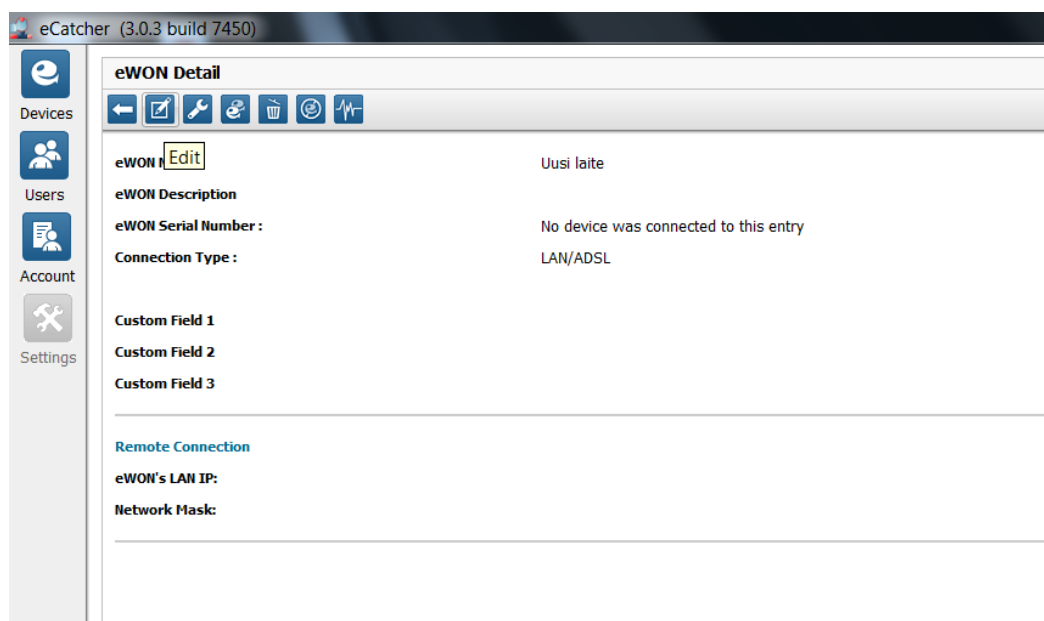 eCatcher (3.0.3 build 7450)
Devices
Users
Account
Settings
eWON Detail
Edit
eWON
Uusi laite
eWON Description
eWON Serial Number :
No device was connected to this entry
Connection Type :
LAN/ADSL
Custom Field 1
Custom Field 2
Custom Field 3
Remote Connection
eWON's LAN IP:
Network Mask: